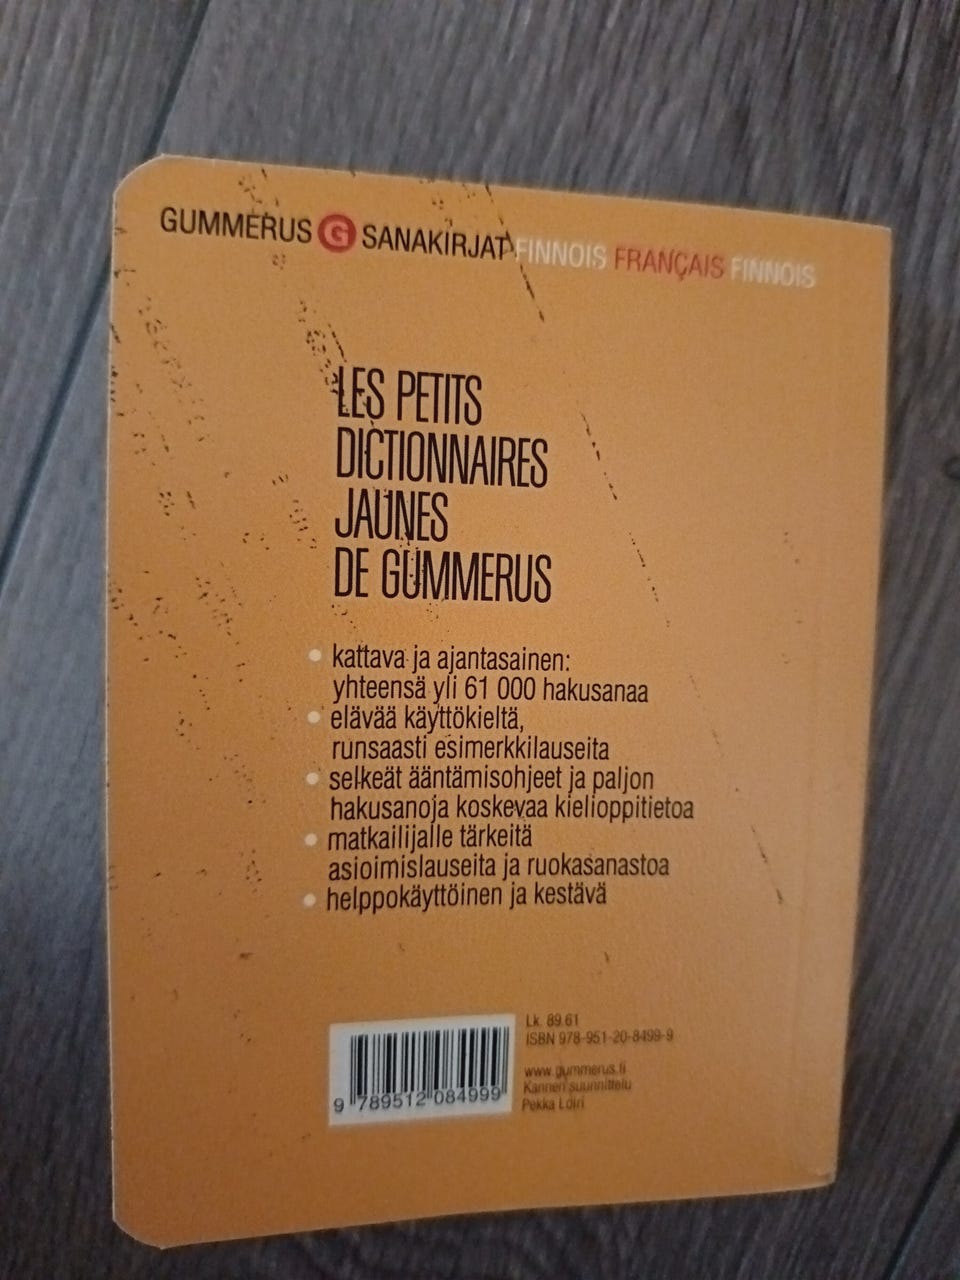 GUMMERUS G SANAKIRJAT FINNOIS FRANÇAIS FINNOIS
LES PETITS
DICTIONNAIRES
JAUNES
DE GUMMERUS
• kattava ja ajantasainen:
yhteensä yli 61 000 hakusanaa
• elävää käyttökieltä,
runsaasti esimerkkilauseita
• selkeät ääntämisohjeet ja paljon
hakusanoja koskevaa kielioppitietoa
• matkailijalle tärkeitä
asioimislauseita ja ruokasanastoa
• helppokäyttöinen ja kestävä
Lk. 89.61
ISBN 978-951-20-8499-9
www.gummerus.fi
Kannen suunnittelu
Pekka Loiri
9 789512 084999